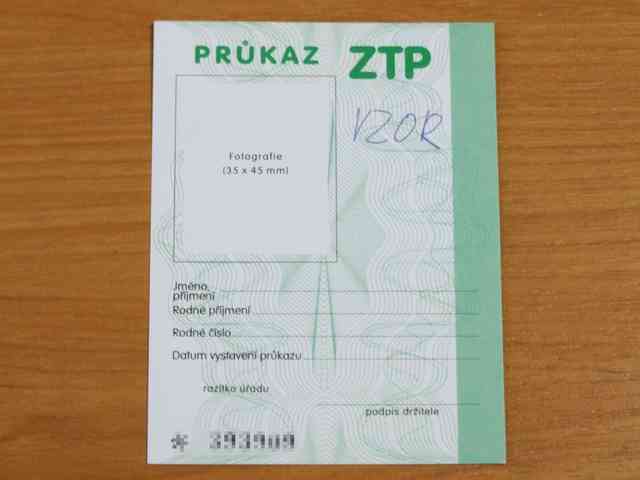 PRŮKAZ ZTP
VZOR
Fotografie
(35 x 45 mm)
Jméno,
příjmení
Rodné příjmení
Rodné číslo
Datum vystavení průkazu
razítko úřadu
podpis držitele